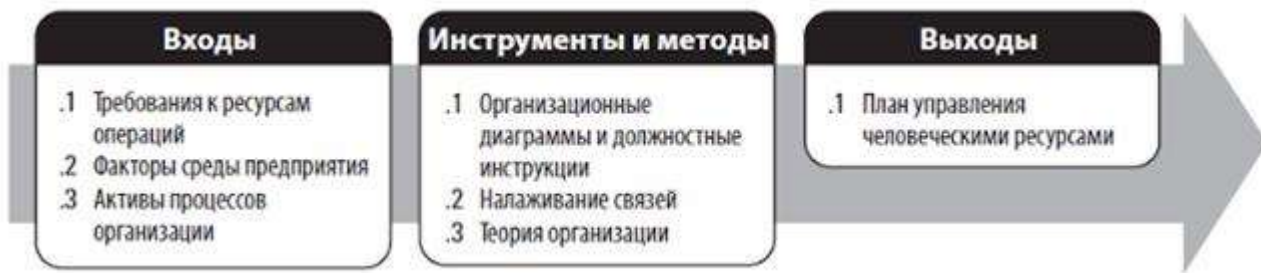 Входы
.1 Требования к ресурсам
операций
.2 Факторы среды предприятия
.3 Активы процессов
организации
Инструменты и методы
.1 Организационные
диаграммы и должностные
инструкции
.2 Налаживание связей
.3 Теория организации
Выходы
.1 План управления
человеческими ресурсами